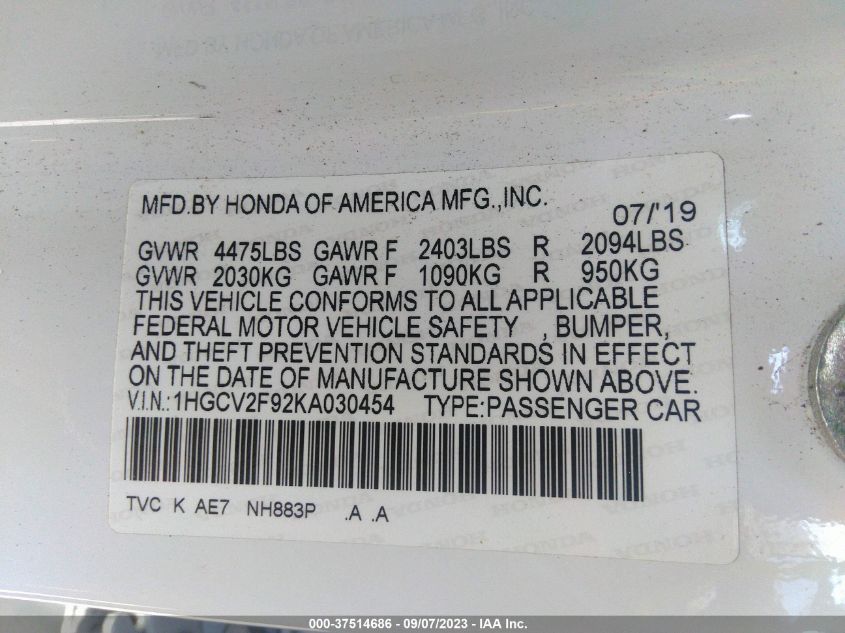 MFD.BY HONDA OF AMERICA MFG.,INC. 07/'19
GVWR 4475LBS GAWR F 2403LBS R 2094LBS
GVWR 2030KG GAWR F 1090KG R 950KG
THIS VEHICLE CONFORMS TO ALL APPLICABLE
FEDERAL MOTOR VEHICLE SAFETY , BUMPER,
AND THEFT PREVENTION STANDARDS IN EFFECT
ON THE DATE OF MANUFACTURE SHOWN ABOVE.
V.I.N.:1HGCV2F92KA030454 TYPE:PASSENGER CAR
TVC K AE7 NH883P .A .A
000-37514686 - 09/07/2023 - IAA Inc.